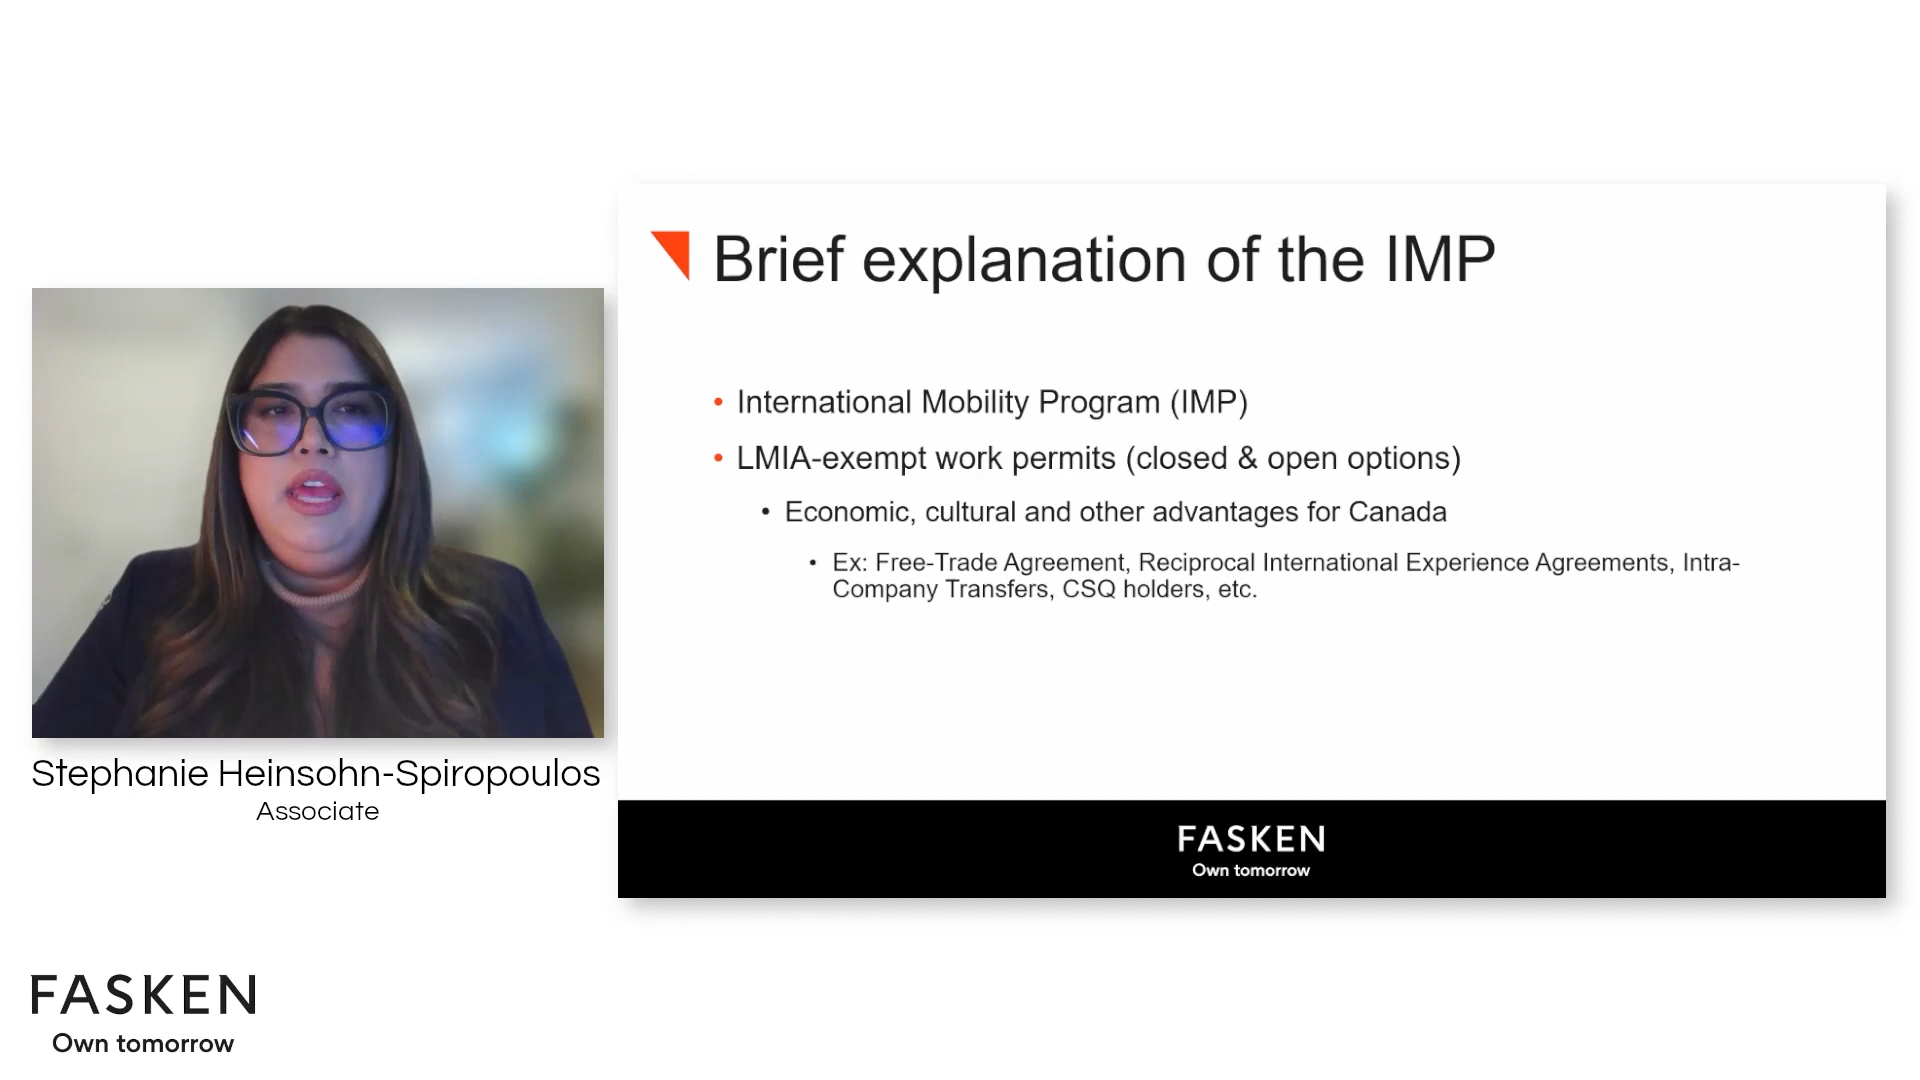 Brief explanation of the IMP
• International Mobility Program (IMP)
• LMIA-exempt work permits (closed & open options)
• Economic, cultural and other advantages for Canada
• Ex: Free-Trade Agreement, Reciprocal International Experience Agreements, Intra-
Company Transfers, CSQ holders, etc.
Stephanie Heinsohn-Spiropoulos
Associate
FASKEN
Own tomorrow
FASKEN
Own tomorrow